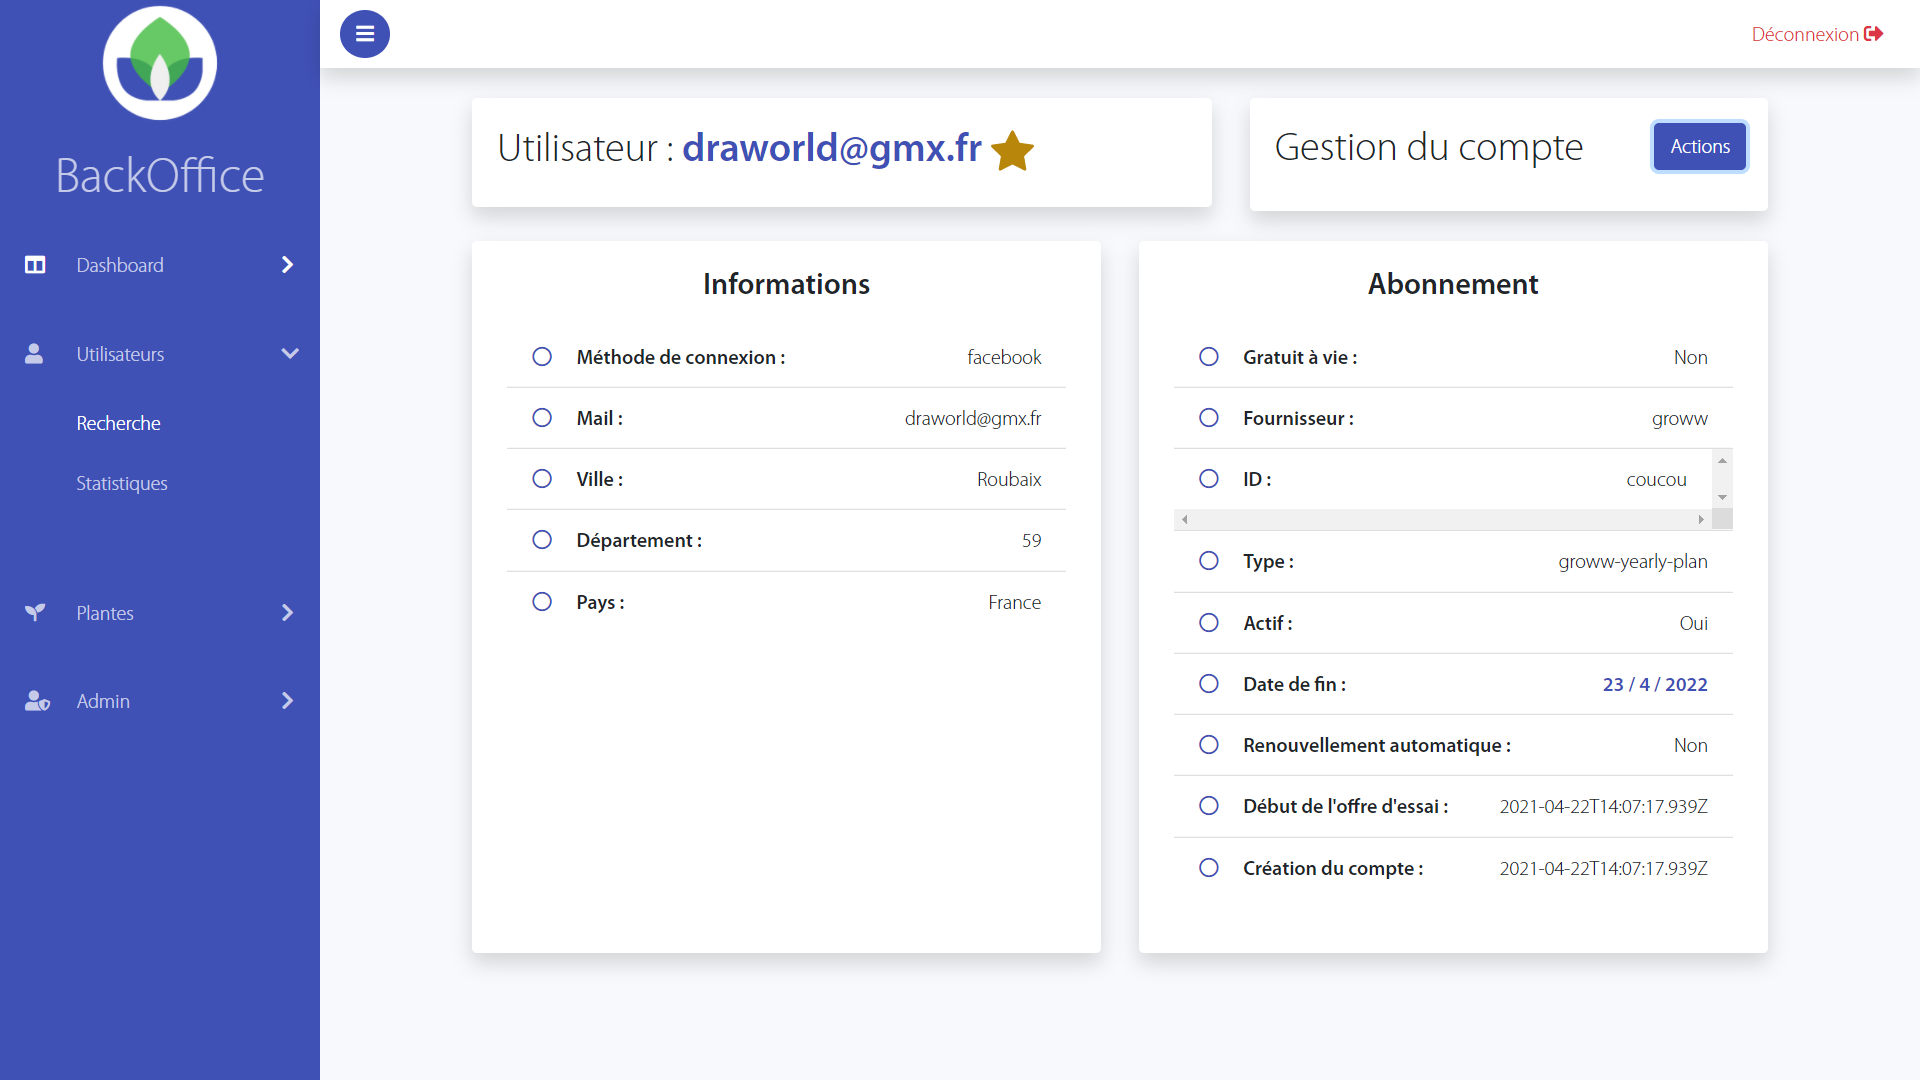 BackOffice
Dashboard
Utilisateurs
Recherche
Statistiques
Plantes
Admin
Déconnexion
Utilisateur : draworld@gmx.fr
Gestion du compte
Actions
Informations
Méthode de connexion : facebook
Mail : draworld@gmx.fr
Ville : Roubaix
Département : 59
Pays : France
Abonnement
Gratuit à vie : Non
Fournisseur : groww
ID : coucou
Type : groww-yearly-plan
Actif : Oui
Date de fin : 23 / 4 / 2022
Renouvellement automatique : Non
Début de l'offre d'essai : 2021-04-22T14:07:17.939Z
Création du compte : 2021-04-22T14:07:17.939Z